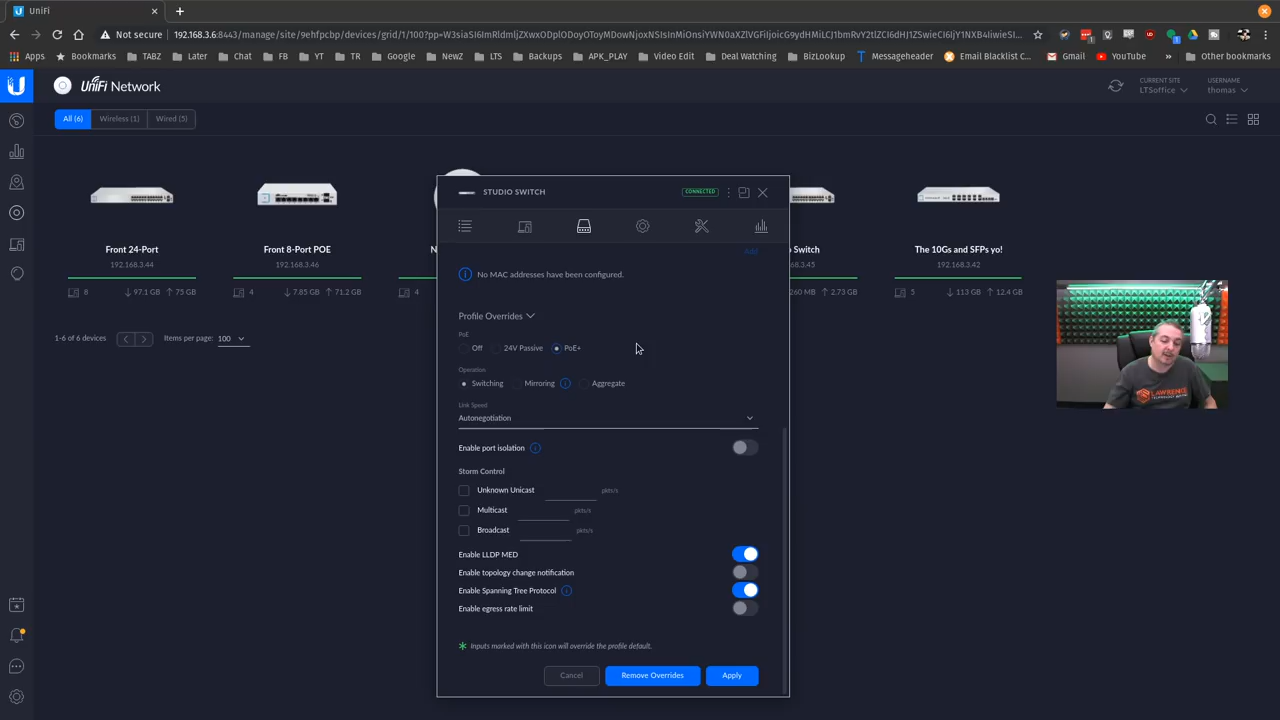 UniFi
Not secure | 192.168.3.6:8443/manage/site/9ehfpcbp/devices/grid/1/100?pp=
Apps Bookmarks TABZ Later Chat FB YT TR Google NewZ LTS Backups APK_PLAY Video Edit Deal Watching BizLookup Messageheader Email Blacklist C... Gmail YouTube Other Bookmarks
UniFi Network
CURRENT SITE
LTSoffice
USERNAME
thomas
All (6) Wireless (1) Wired (5)
STUDIO SWITCH CONNECTED
Front 24-Port
192.168.3.44
8 97.1 GB 75 GB
Front 8-Port POE
192.168.3.46
4 7.85 GB 71.2 GB
N
4
o Switch
.3.45
260 MB 2.73 GB
The 10Gs and SFPs yo!
192.168.3.42
5 113 GB 12.4 GB
1-6 of 6 devices
Items per page: 100
Add
No MAC addresses have been configured.
Profile Overrides
PoE
Off 24V Passive PoE+
Operation
Switching Mirroring Aggregate
Link Speed
Autonegotiation
Enable port isolation
Storm Control
Unknown Unicast pkts/s
Multicast pkts/s
Broadcast pkts/s
Enable LLDP MED
Enable topology change notification
Enable Spanning Tree Protocol
Enable egress rate limit
Inputs marked with this icon will override the profile default.
Cancel Remove Overrides Apply
LAWRENCE